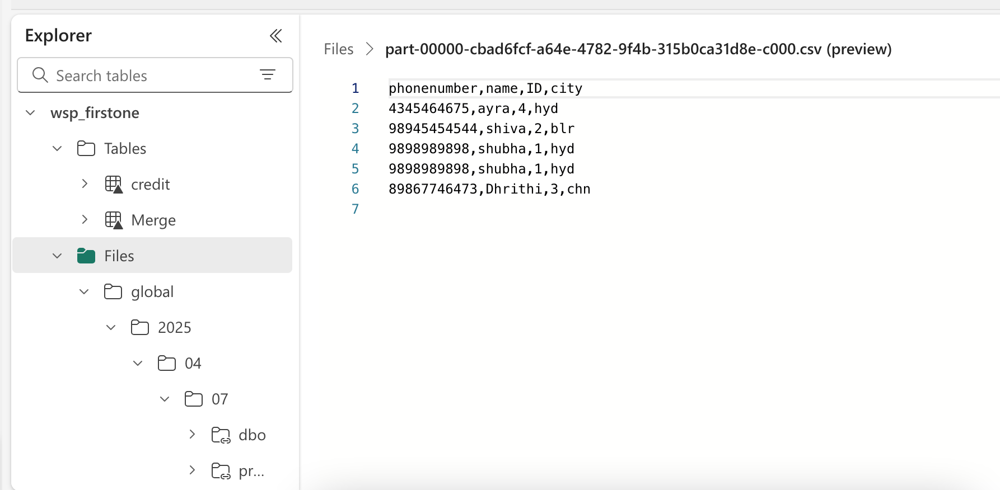 Explorer
Search tables
wsp_firstone
Tables
credit
Merge
Files
global
2025
04
07
dbo
pr...
Files > part-00000-cbad6fcf-a64e-4782-9f4b-315b0ca31d8e-c000.csv (preview)
1 phonenumber,name,ID,city
2 4345464675,ayra,4,hyd
3 98945454544,shiva,2,blr
4 9898989898,shubha,1,hyd
5 9898989898,shubha,1,hyd
6 89867746473,Dhrithi,3,chn
7